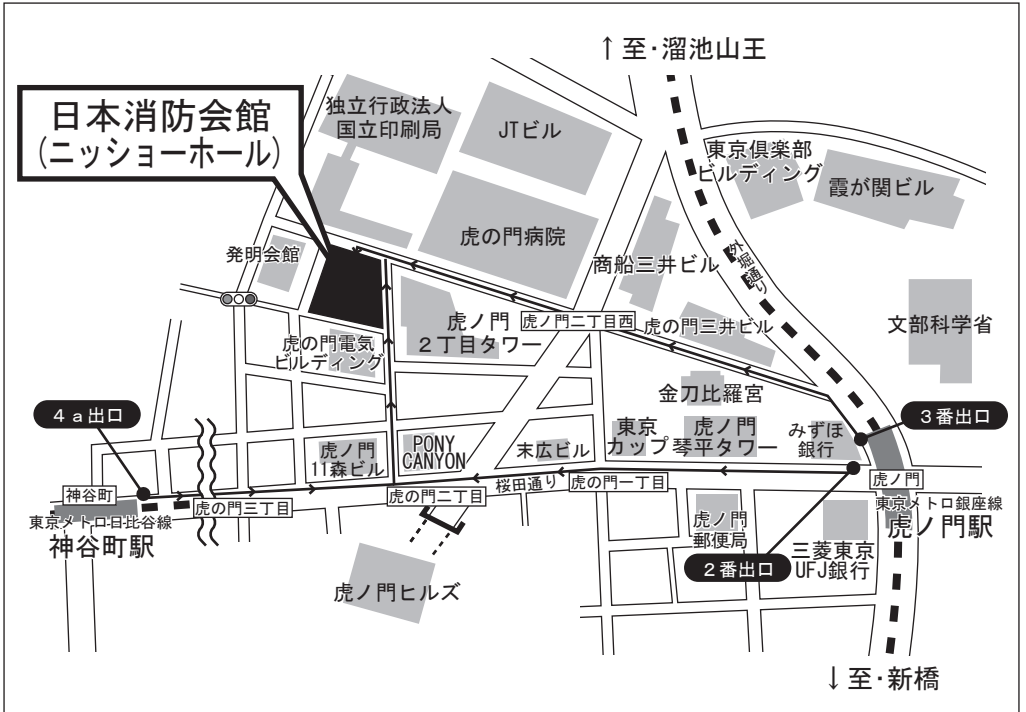 ↑至・溜池山王
日本消防会館
(ニッショーホール)
独立行政法人
国立印刷局
JTビル
東京倶楽部
ビルディング
霞が関ビル
虎の門病院
発明会館
商船三井ビル
外堀通り
虎ノ門
2丁目タワー
虎ノ門二丁目西
虎の門三井ビル
文部科学省
虎の門電気
ビルディング
金刀比羅宮
4a出口
3番出口
虎ノ門
11森ビル
PONY
CANYON
末広ビル
東京
カップ
虎ノ門
琴平タワー
みずほ
銀行
神谷町
虎の門三丁目
虎の門二丁目
桜田通り
虎の門一丁目
虎ノ門
東京メトロ日比谷線
神谷町駅
東京メトロ銀座線
虎ノ門駅
虎ノ門
郵便局
三菱東京
UFJ銀行
2番出口
虎ノ門ヒルズ
↓至・新橋